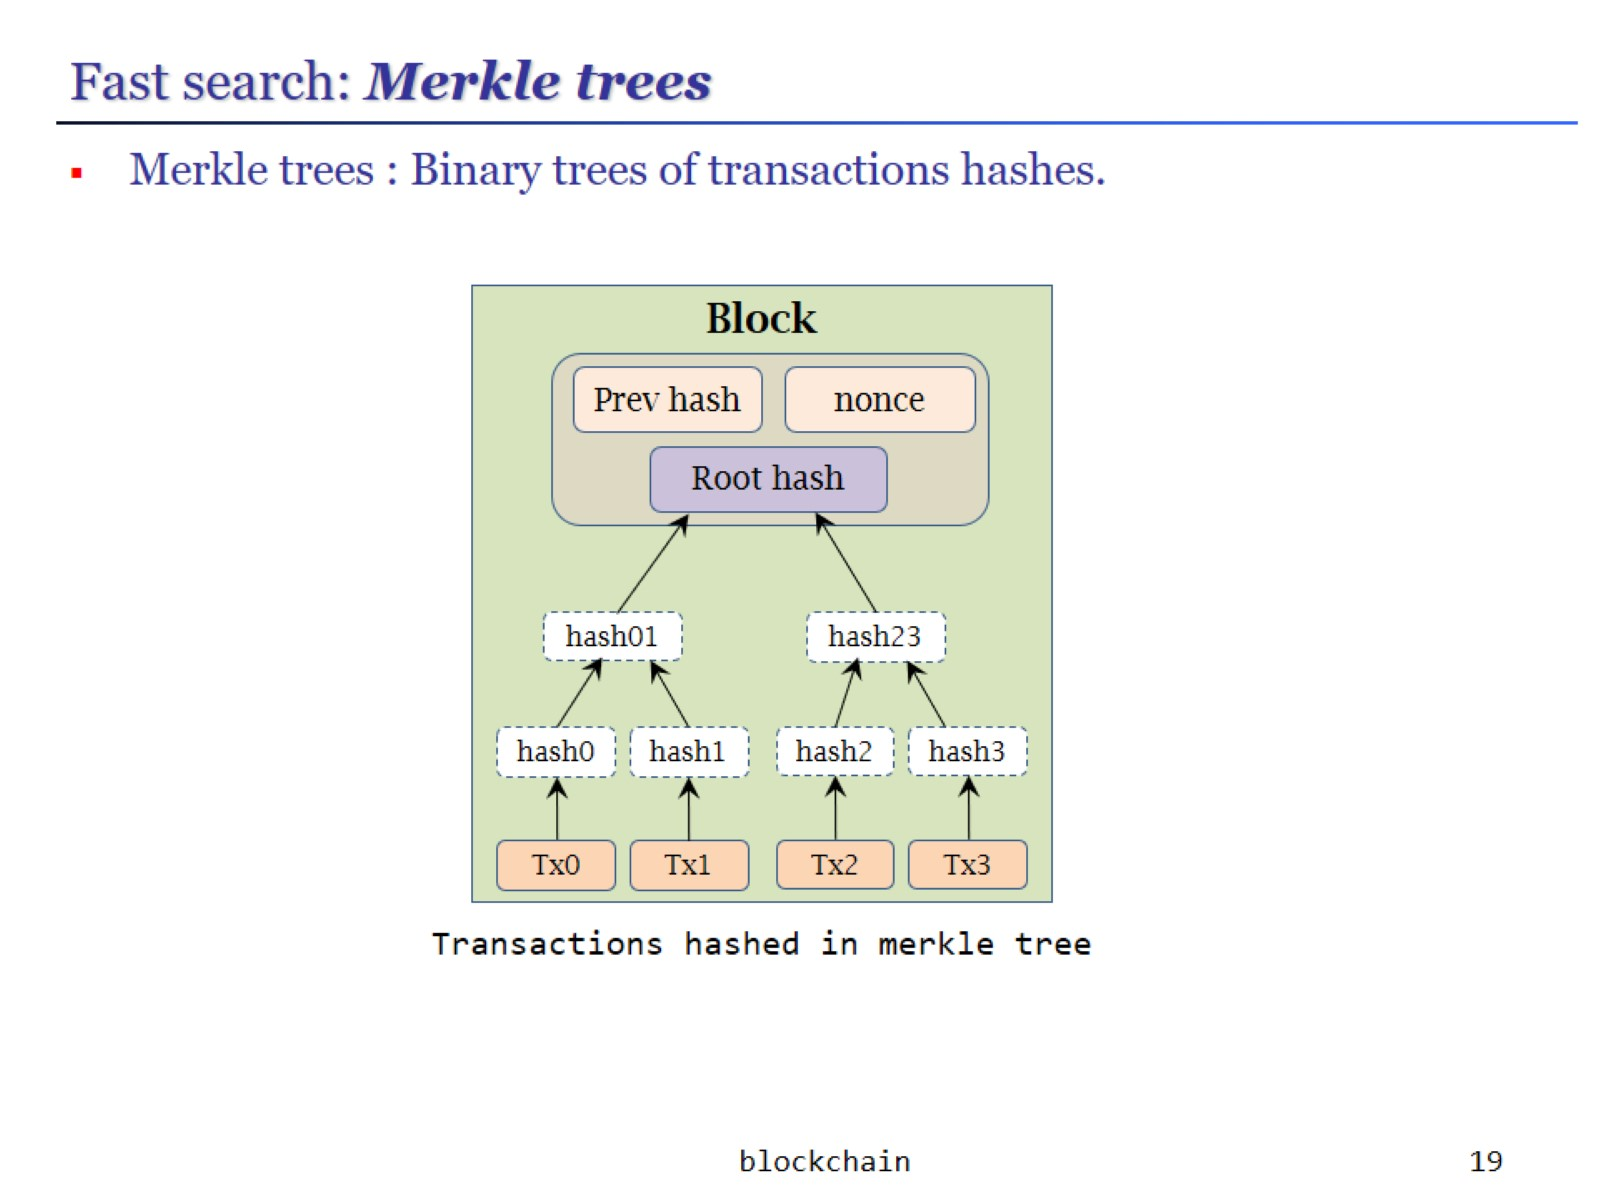 Fast search: Merkle trees
▪ Merkle trees : Binary trees of transactions hashes.
Block
Prev hash nonce
Root hash
hash01 hash23
hash0 hash1 hash2 hash3
Tx0 Tx1 Tx2 Tx3
Transactions hashed in merkle tree
blockchain 19